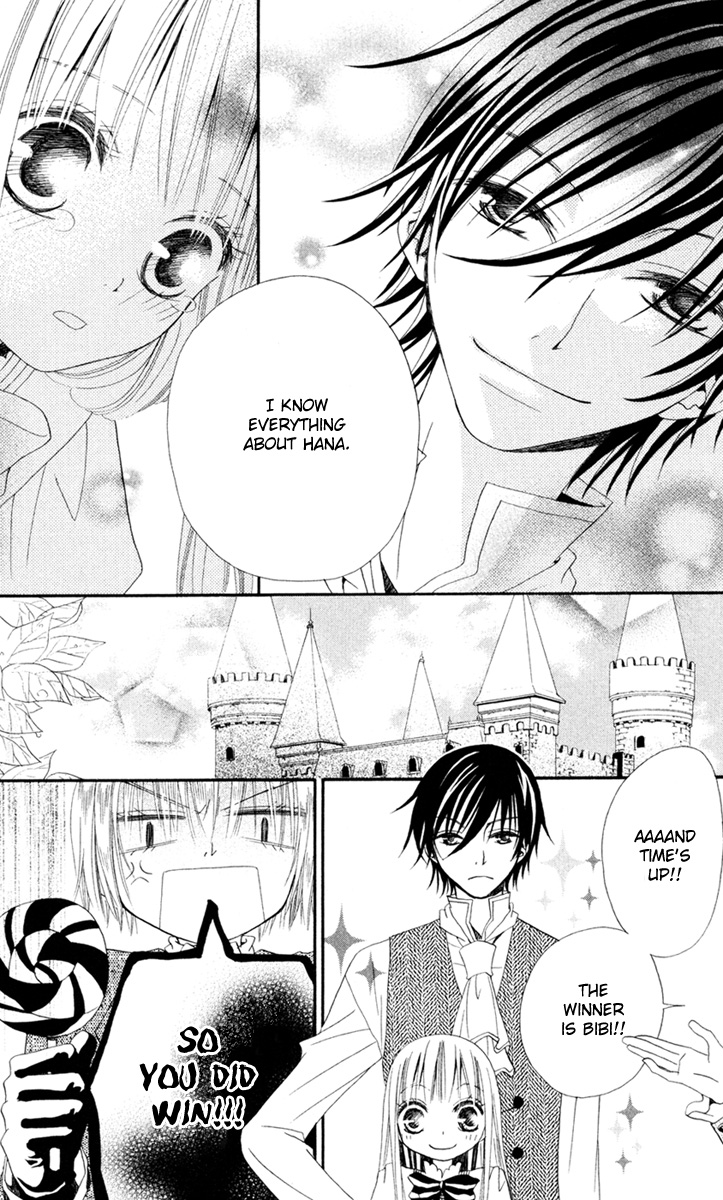 I KNOW
EVERYTHING
ABOUT HANA.
AAAAND
TIME'S
UP!!
THE
WINNER
IS BIBI!!
SO
YOU DID
WIN!!!